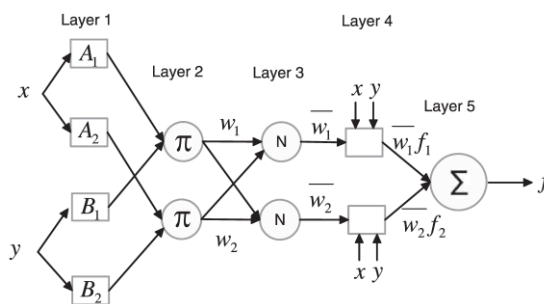 Layer 1
Layer 2
Layer 3
Layer 4
Layer 5
x
A₁
A₂
y
B₁
B₂
π
π
w₁
w₂
N
N
w̅₁
w̅₂
x y
x y
w̅₁f₁
w̅₂f₂
Σ